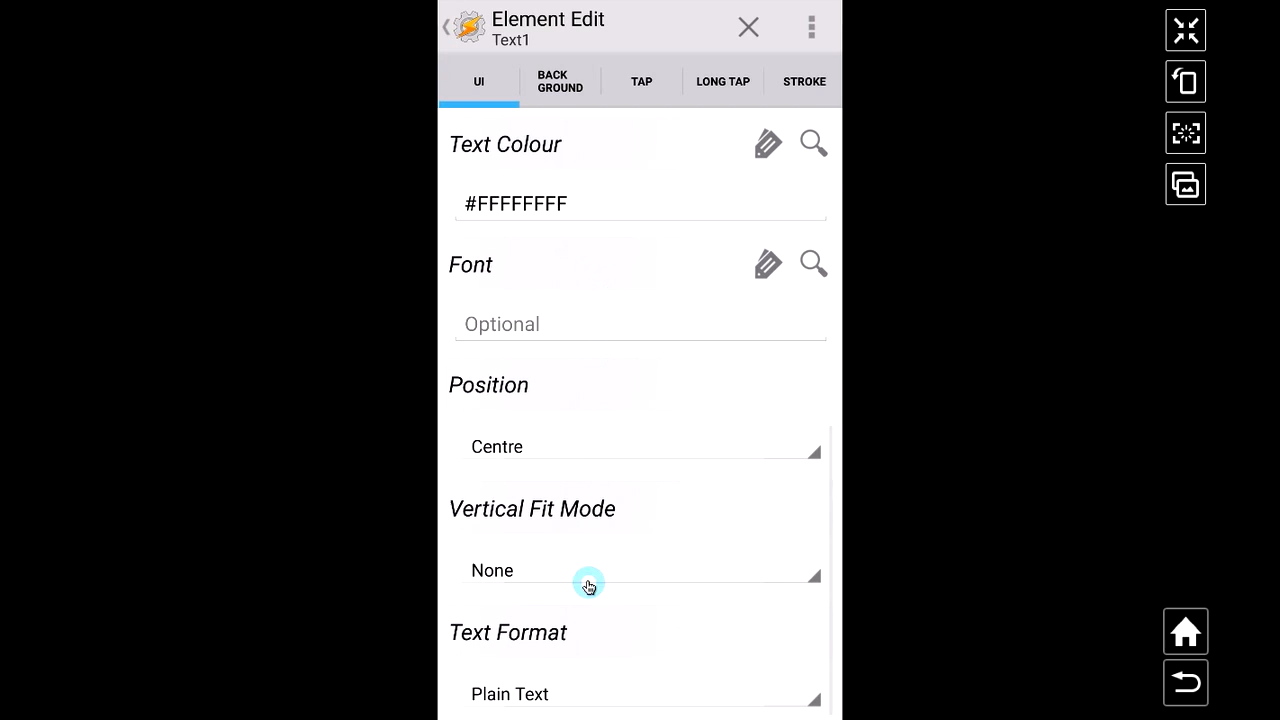 Element Edit
Text1
UI
BACK
GROUND
TAP
LONG TAP
STROKE
Text Colour
#FFFFFFFF
Font
Optional
Position
Centre
Vertical Fit Mode
None
Text Format
Plain Text